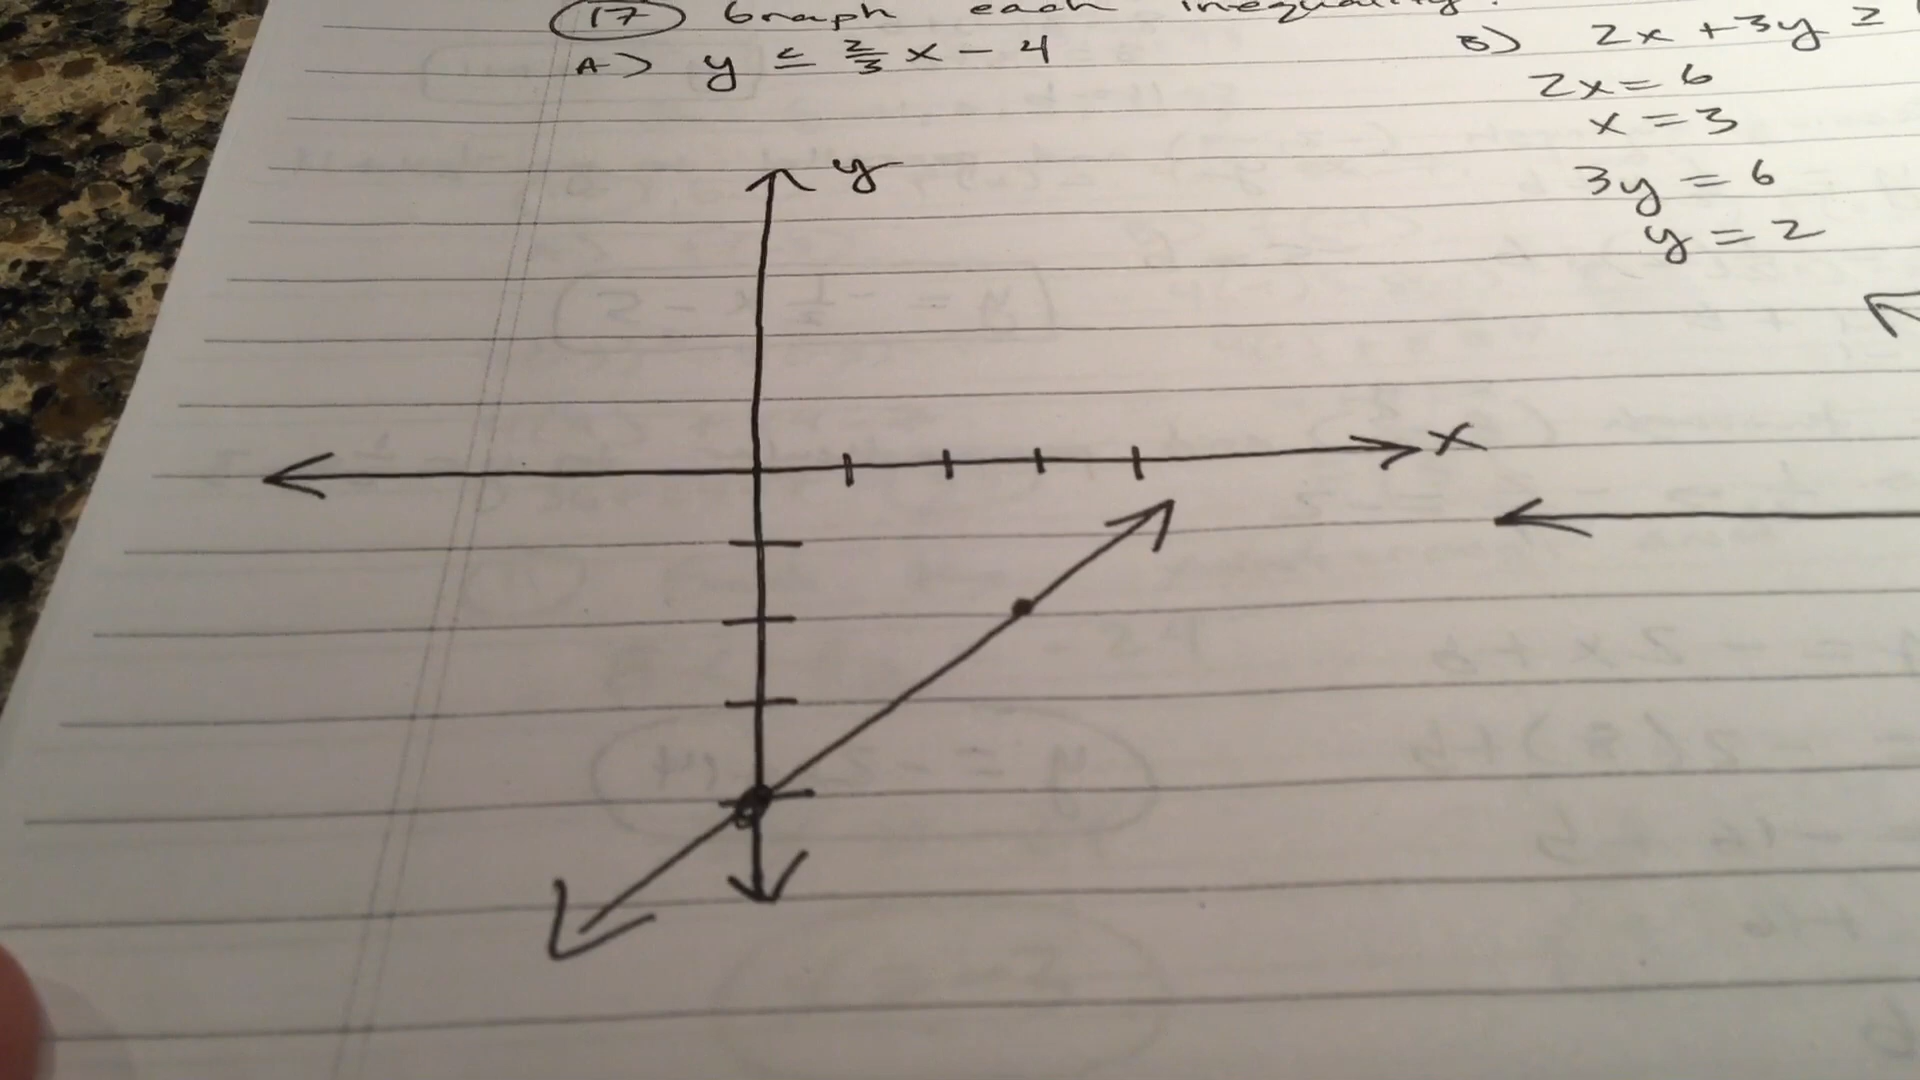 17 Graph each inequality.
A) y ≤ 2/3 x - 4
B) 2x + 3y ≥
2x = 6
x = 3
3y = 6
y = 2
y
x